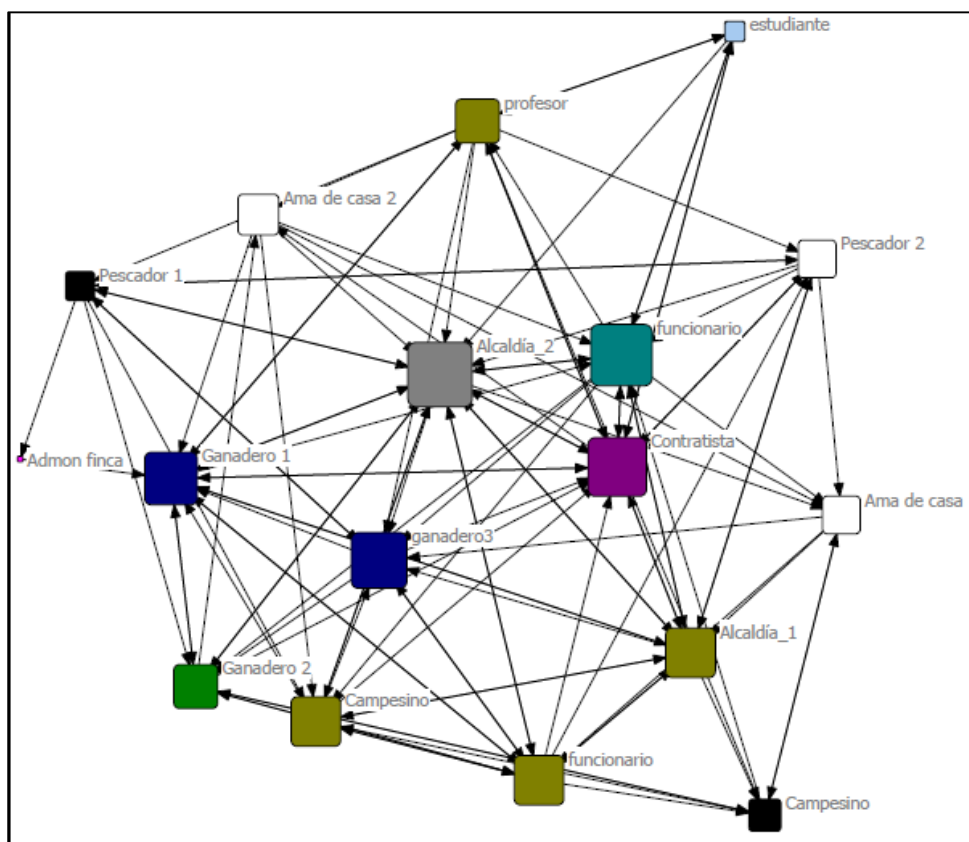 estudiante
profesor
Ama de casa 2
Pescador 2
Pescador 1
funcionario
Alcaldía_2
Contratista
Ganadero 1
Admon finca
Ama de casa
ganadero3
Alcaldía_1
Ganadero 2
Campesino
funcionario
Campesino